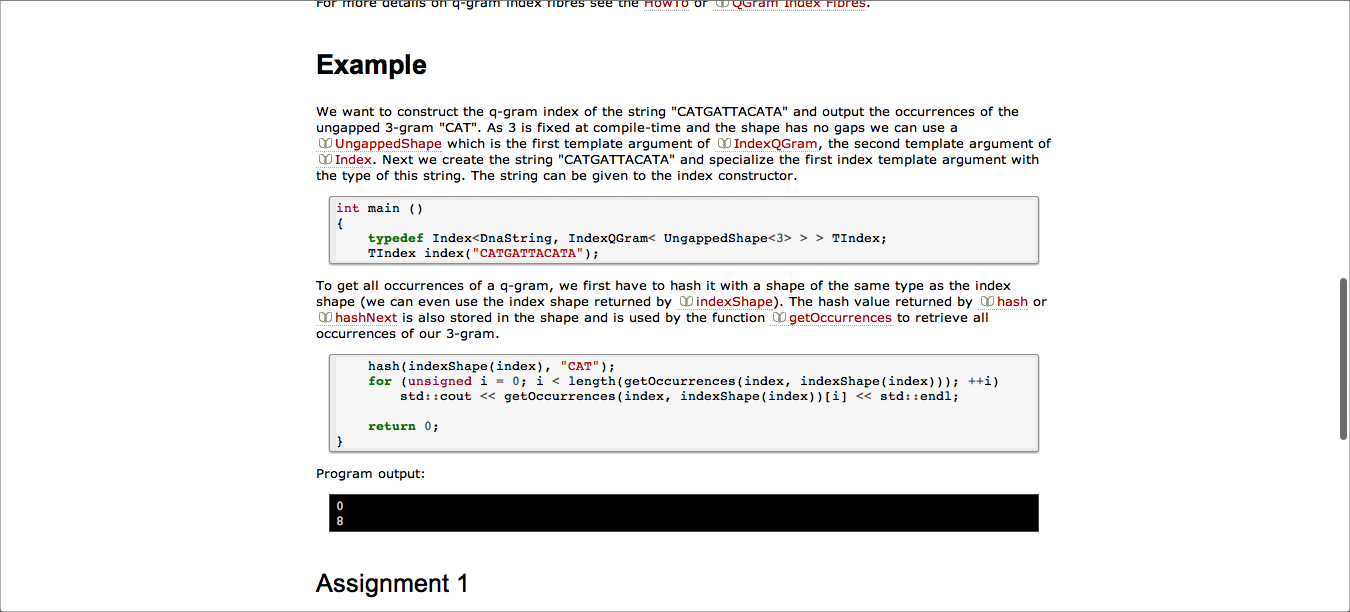 For more details on q-gram index fibres see the HowTo or QGram Index Fibres.
Example
We want to construct the q-gram index of the string "CATGATTACATA" and output the occurrences of the
ungapped 3-gram "CAT". As 3 is fixed at compile-time and the shape has no gaps we can use a
UngappedShape which is the first template argument of IndexQGram, the second template argument of
Index. Next we create the string "CATGATTACATA" and specialize the first index template argument with
the type of this string. The string can be given to the index constructor.
int main ()
{
    typedef Index<DnaString, IndexQGram< UngappedShape<3> > > TIndex;
    TIndex index("CATGATTACATA");
To get all occurrences of a q-gram, we first have to hash it with a shape of the same type as the index
shape (we can even use the index shape returned by indexShape). The hash value returned by hash or
hashNext is also stored in the shape and is used by the function getOccurrences to retrieve all
occurrences of our 3-gram.
    hash(indexShape(index), "CAT");
    for (unsigned i = 0; i < length(getOccurrences(index, indexShape(index))); ++i)
        std::cout << getOccurrences(index, indexShape(index))[i] << std::endl;
    return 0;
}
Program output:
0
8
Assignment 1